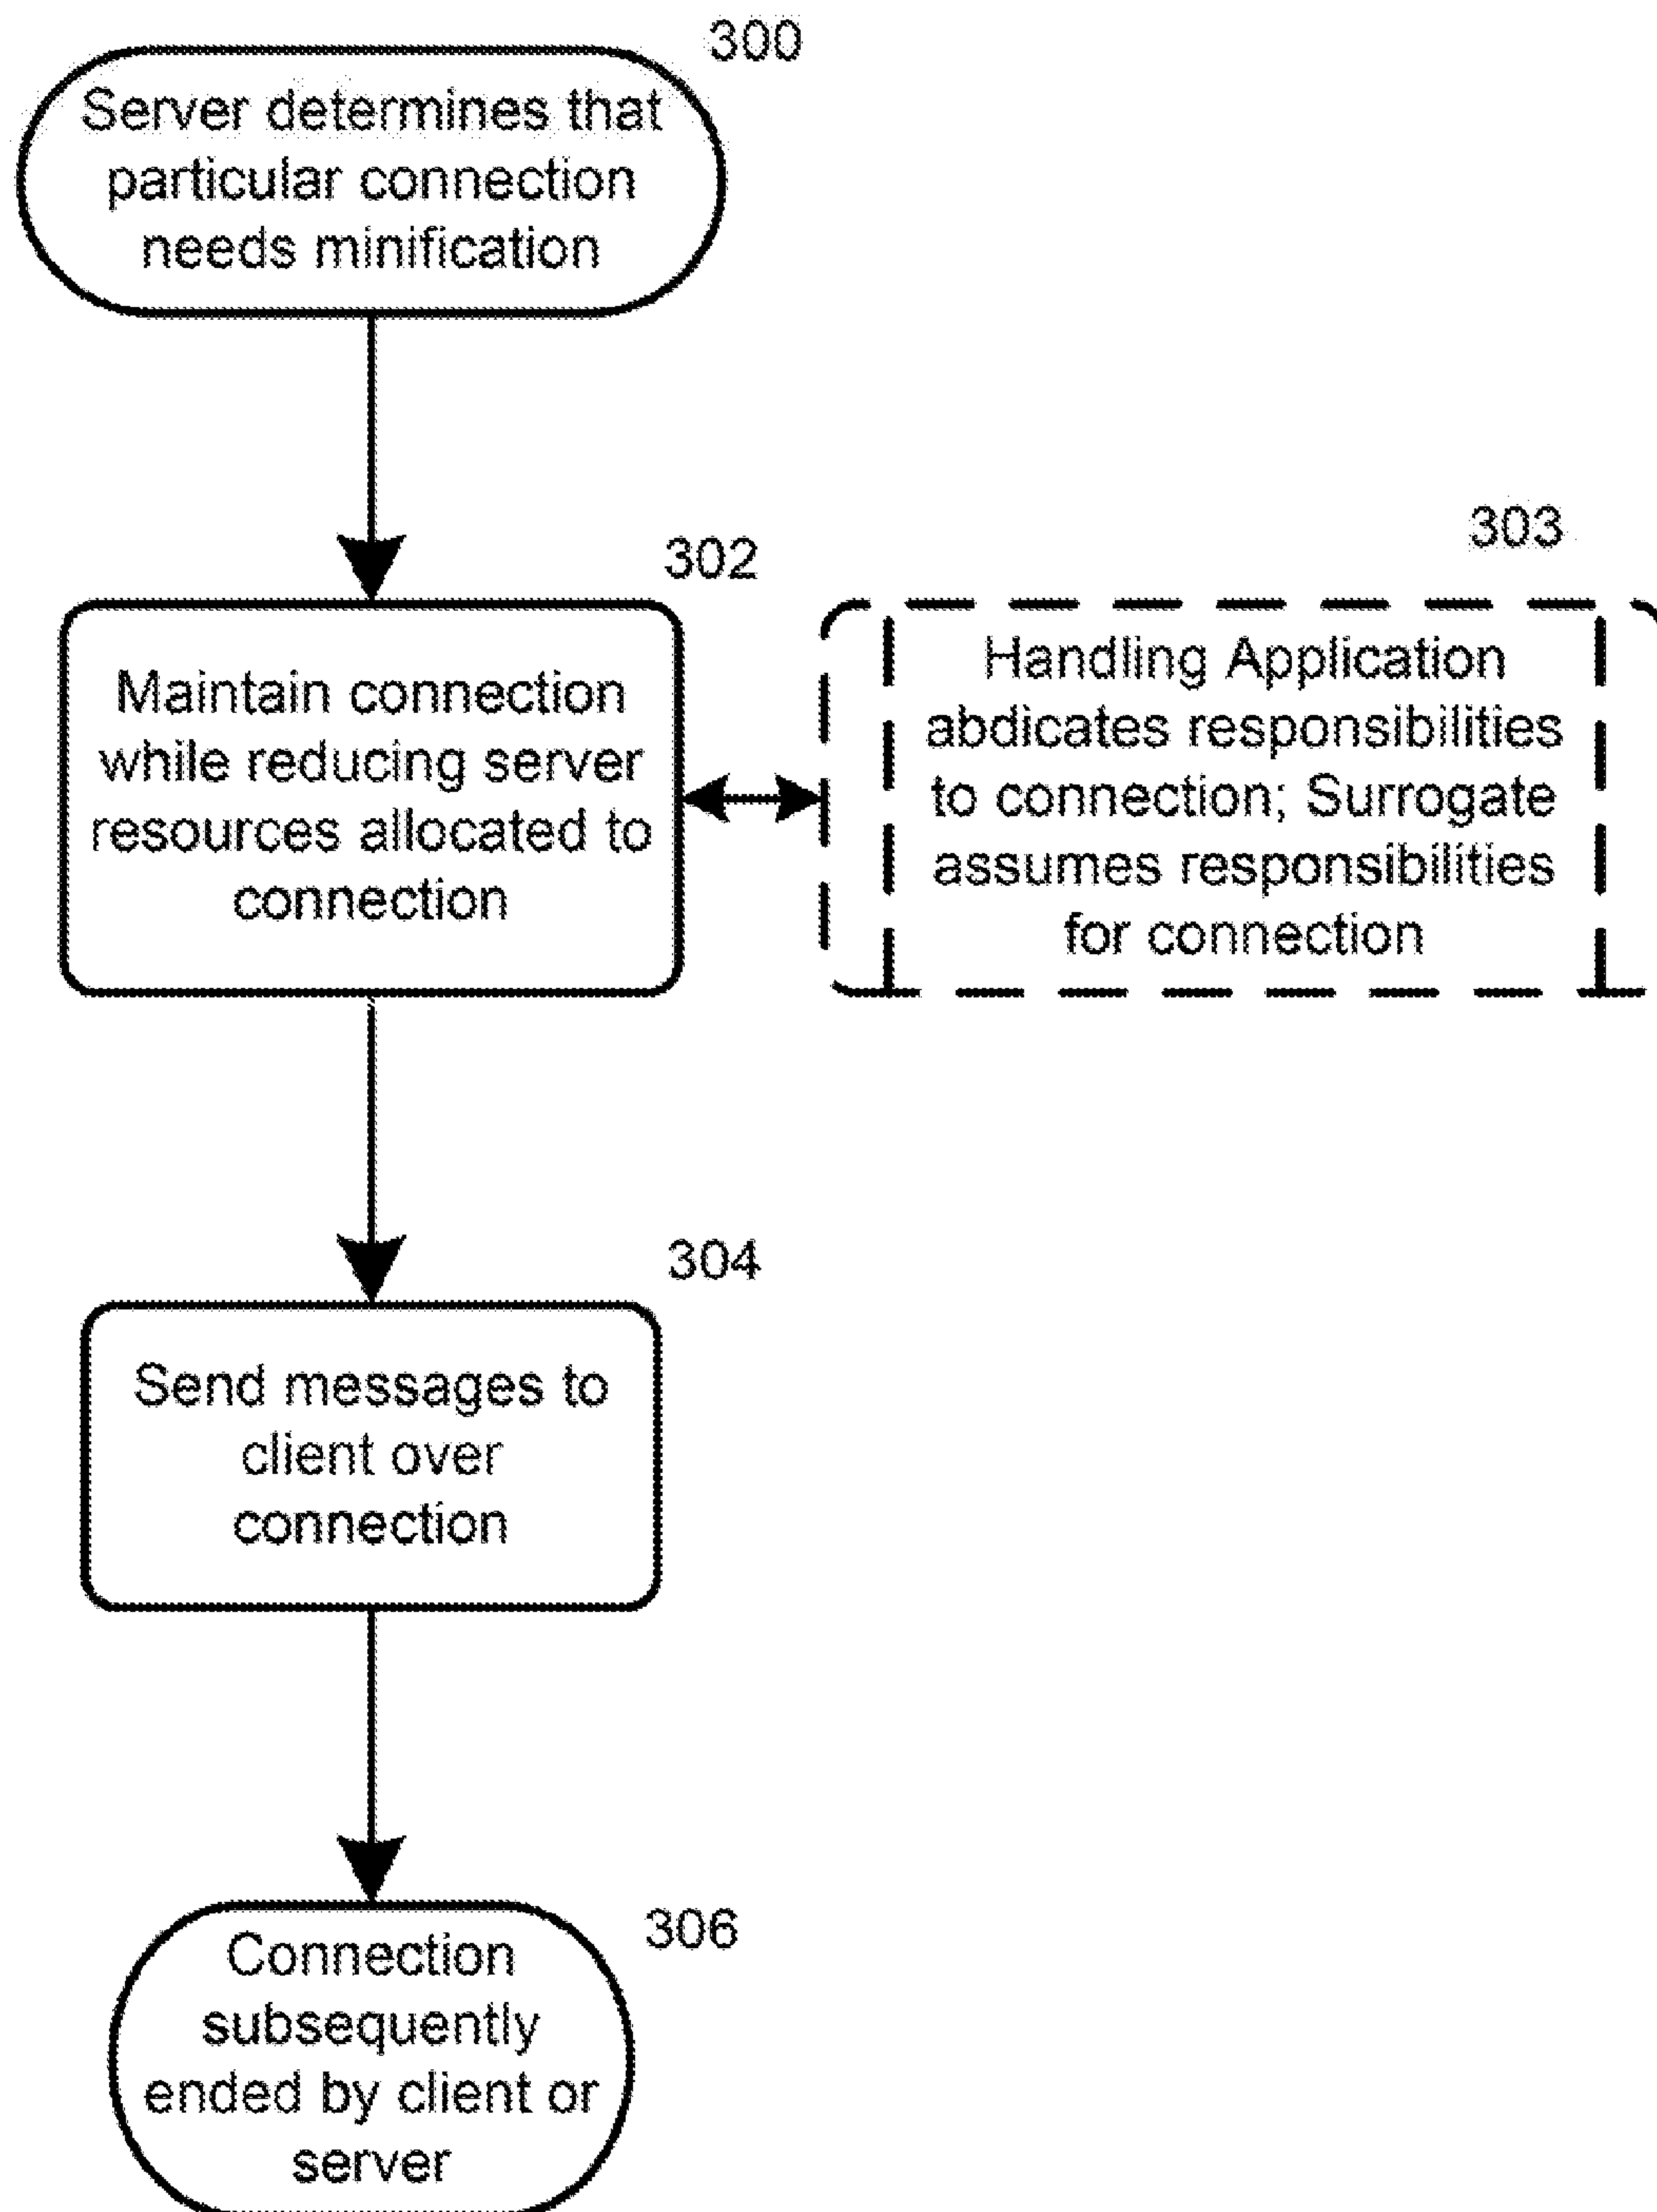 300
Server determines that
particular connection
needs minification
302
Maintain connection
while reducing server
resources allocated to
connection
303
Handling Application
abdicates responsibilities
to connection; Surrogate
assumes responsibilities
for connection
304
Send messages to
client over
connection
306
Connection
subsequently
ended by client or
server